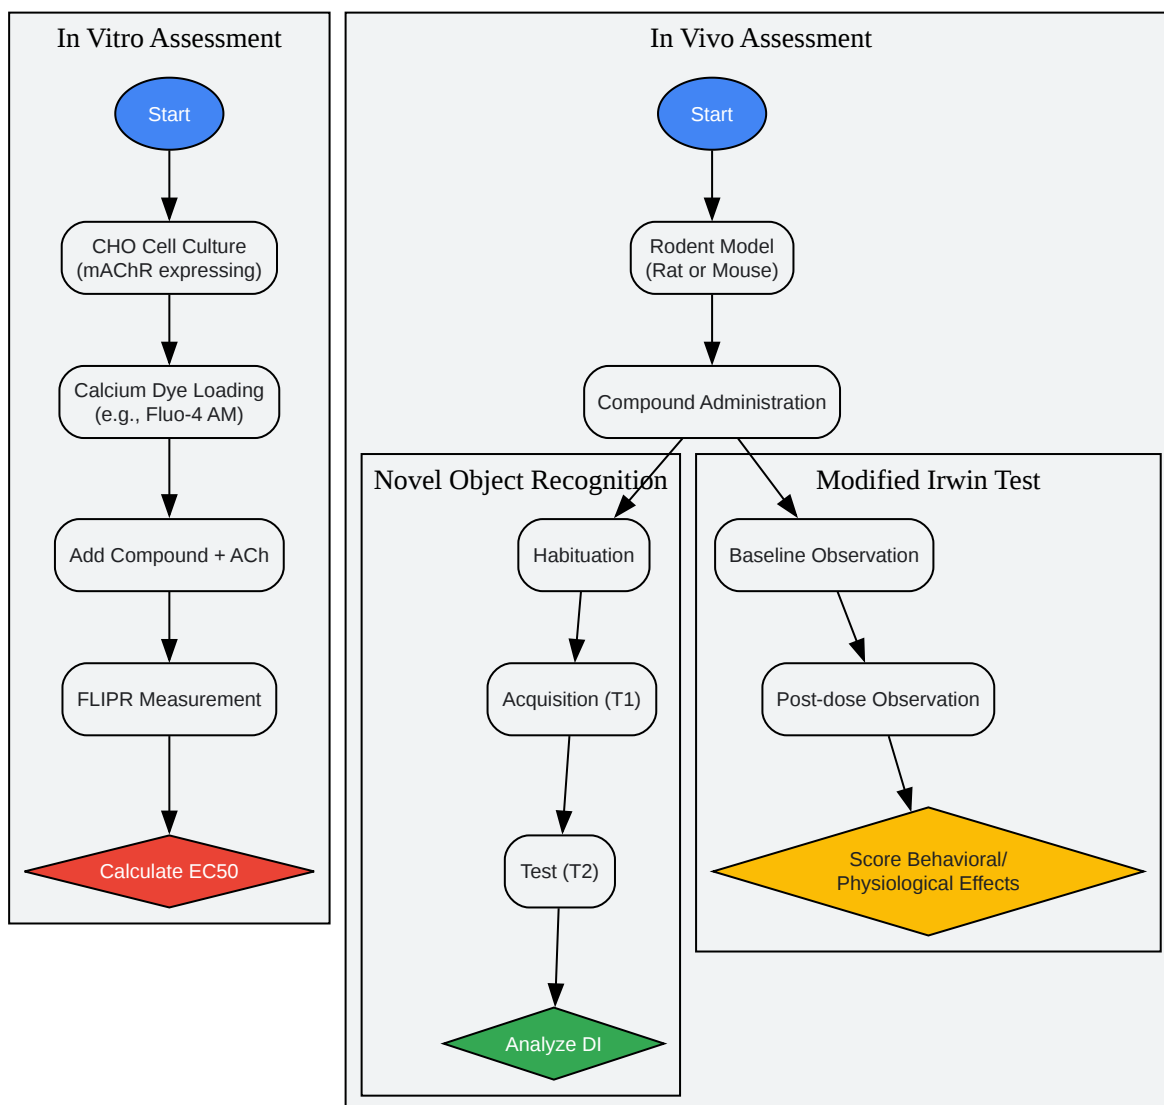 In Vitro Assessment
Start
CHO Cell Culture
(mAChR expressing)
Calcium Dye Loading
(e.g., Fluo-4 AM)
Add Compound + ACh
FLIPR Measurement
Calculate EC50
In Vivo Assessment
Start
Rodent Model
(Rat or Mouse)
Compound Administration
Novel Object Recognition
Habituation
Acquisition (T1)
Test (T2)
Analyze DI
Modified Irwin Test
Baseline Observation
Post-dose Observation
Score Behavioral/
Physiological Effects